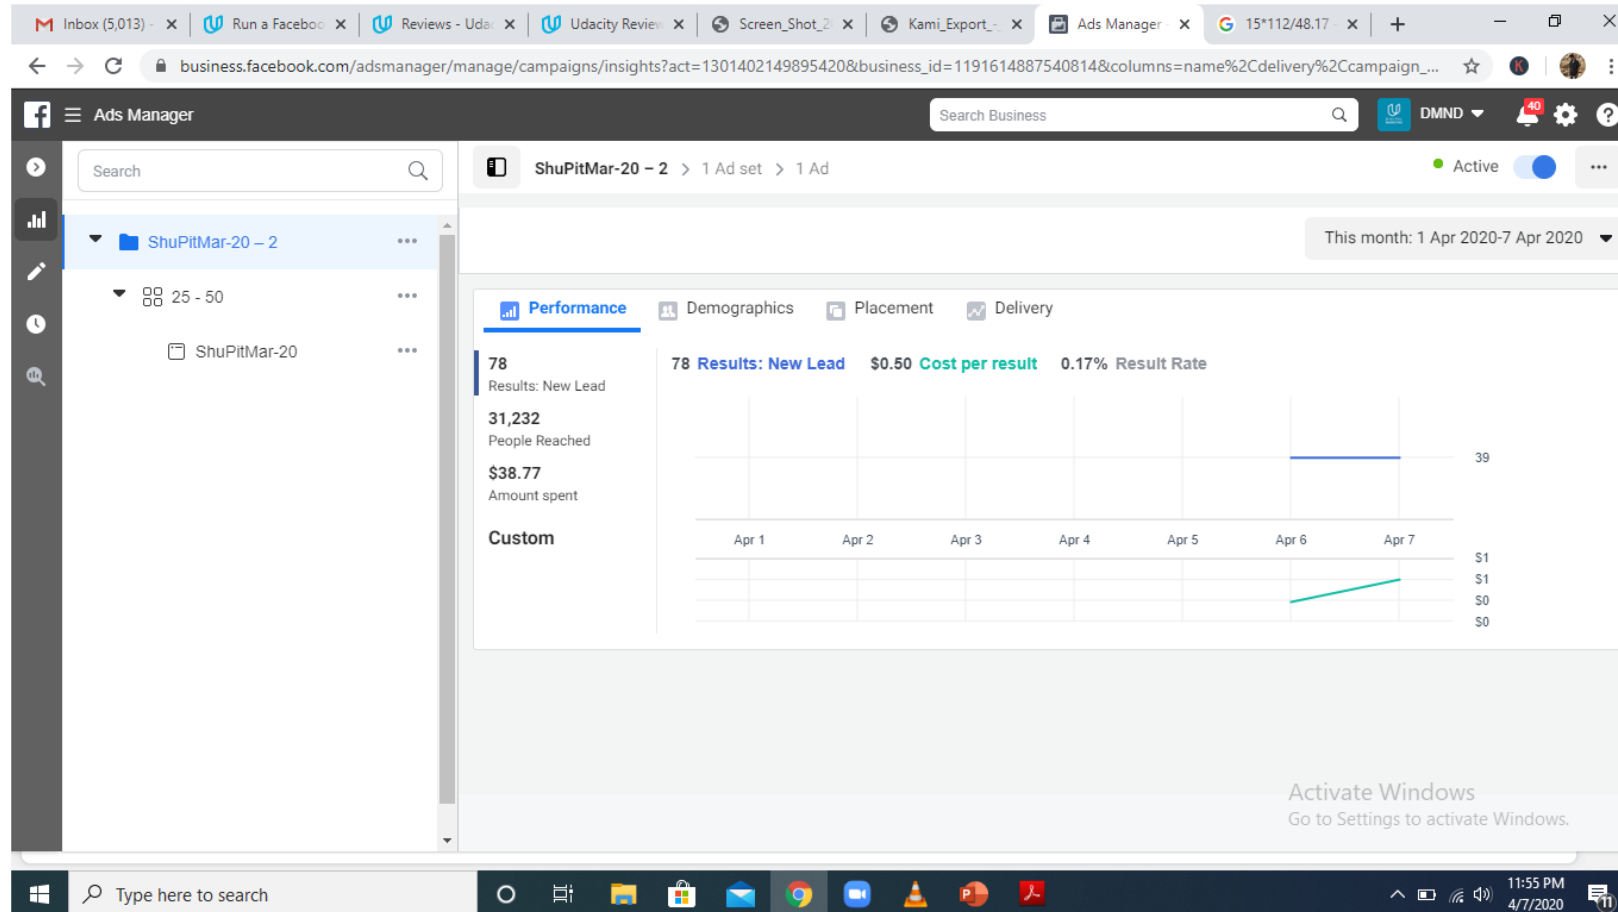 Inbox (5,013) -
Run a Faceboo
Reviews - Uda
Udacity Review
Screen_Shot_2
Kami_Export_-_
Ads Manager -
15*112/48.17 -
business.facebook.com/adsmanager/manage/campaigns/insights?act=1301402149895420&business_id=1191614887540814&columns=name%2Cdelivery%2Ccampaign_...
K
Ads Manager
Search Business
DMND
40
Search
ShuPitMar-20 – 2
25 - 50
ShuPitMar-20
ShuPitMar-20 – 2 > 1 Ad set > 1 Ad
Active
This month: 1 Apr 2020-7 Apr 2020
Performance
Demographics
Placement
Delivery
78
Results: New Lead
31,232
People Reached
$38.77
Amount spent
Custom
78 Results: New Lead $0.50 Cost per result 0.17% Result Rate
39
Apr 1 Apr 2 Apr 3 Apr 4 Apr 5 Apr 6 Apr 7
$1
$1
$0
$0
Activate Windows
Go to Settings to activate Windows.
Type here to search
11:55 PM
4/7/2020
11